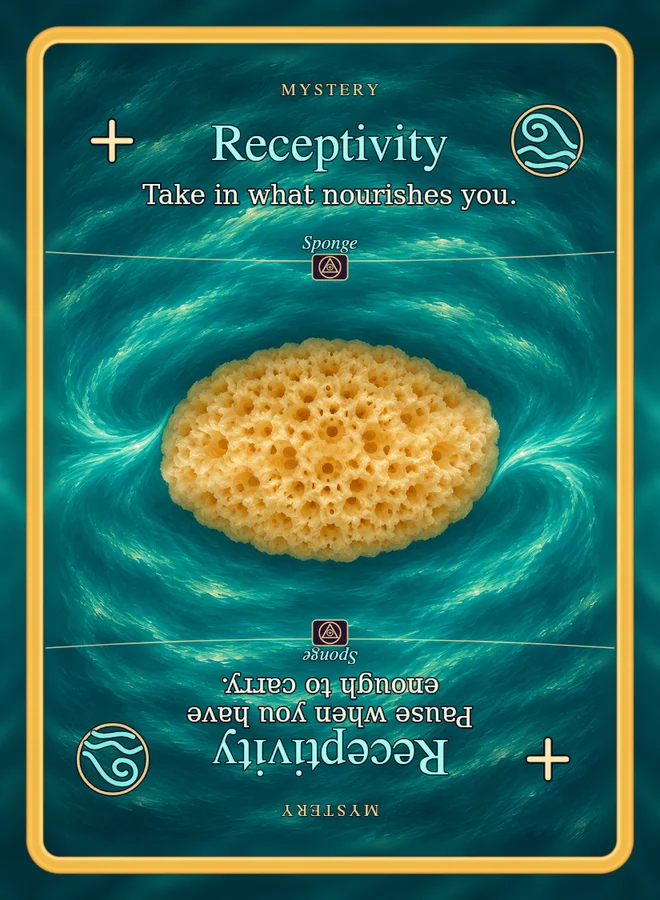 MYSTERY
Receptivity
Take in what nourishes you.
Sponge
Sponge
enough to carry.
Pause when you have
Receptivity
MYSTERY